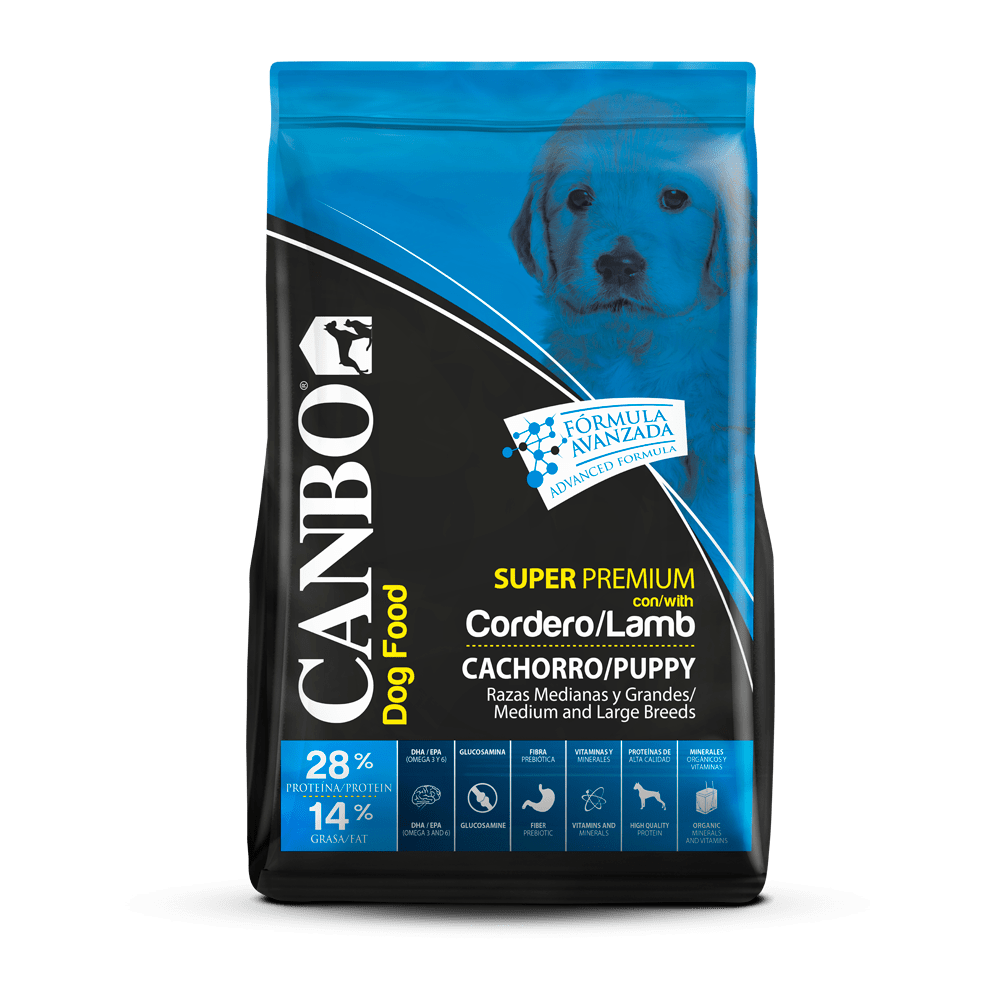 CANBO®
Dog Food
FÓRMULA
AVANZADA
ADVANCED FORMULA
SUPER PREMIUM
con/with
Cordero/Lamb
CACHORRO/PUPPY
Razas Medianas y Grandes/
Medium and Large Breeds
28%
PROTEÍNA/PROTEIN
14%
GRASA/FAT
DHA / EPA
(OMEGA 3 Y 6)
DHA / EPA
(OMEGA 3 AND 6)
GLUCOSAMINA
GLUCOSAMINE
FIBRA
PREBIÓTICA
FIBER
PREBIOTIC
VITAMINAS Y
MINERALES
VITAMINS AND
MINERALS
PROTEÍNAS DE
ALTA CALIDAD
HIGH QUALITY
PROTEIN
MINERALES
ORGÁNICOS Y
VITAMINAS
ORGANIC
MINERALS
AND VITAMINS